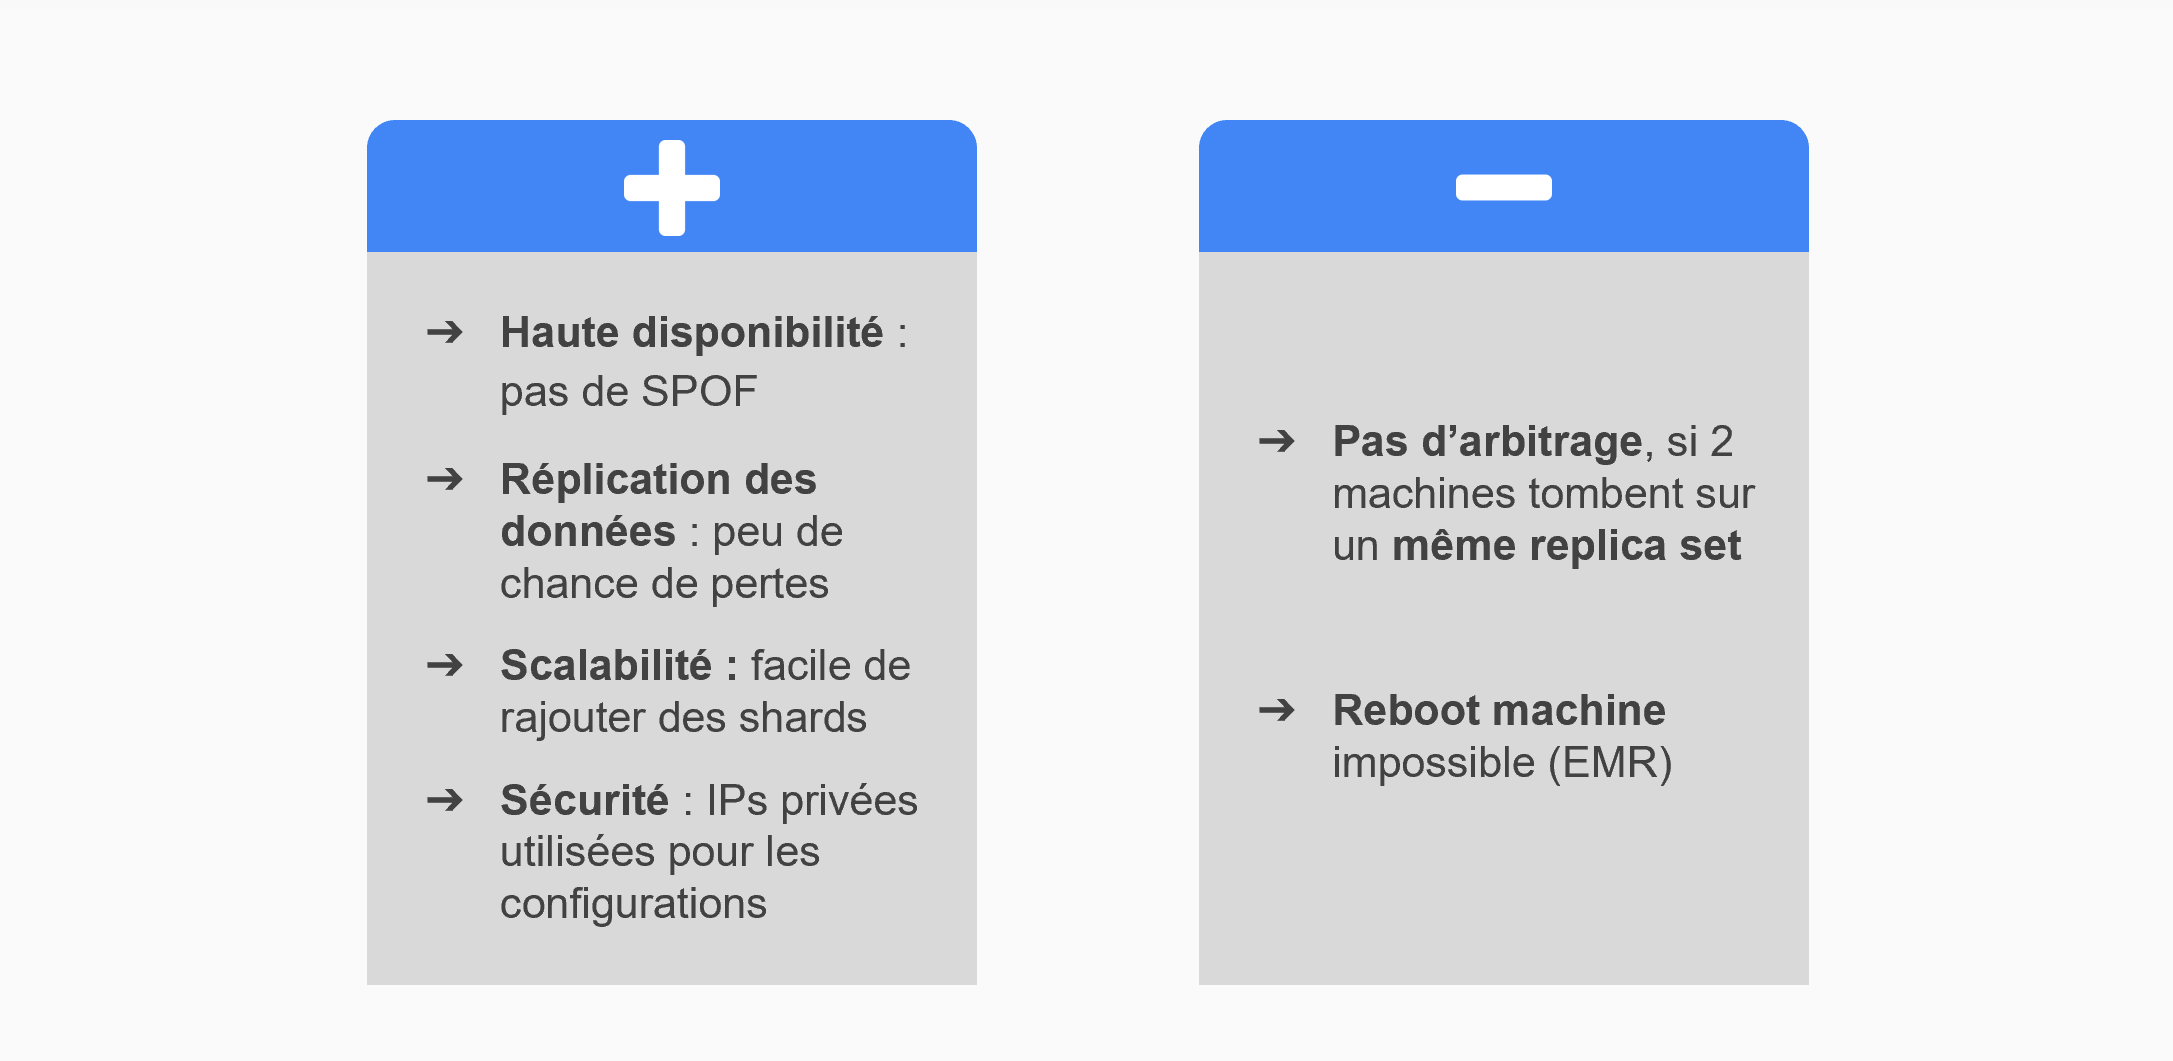 ➔ Haute disponibilité :
pas de SPOF
➔ Réplication des
données : peu de
chance de pertes
➔ Scalabilité : facile de
rajouter des shards
➔ Sécurité : IPs privées
utilisées pour les
configurations
➔ Pas d’arbitrage, si 2
machines tombent sur
un même replica set
➔ Reboot machine
impossible (EMR)